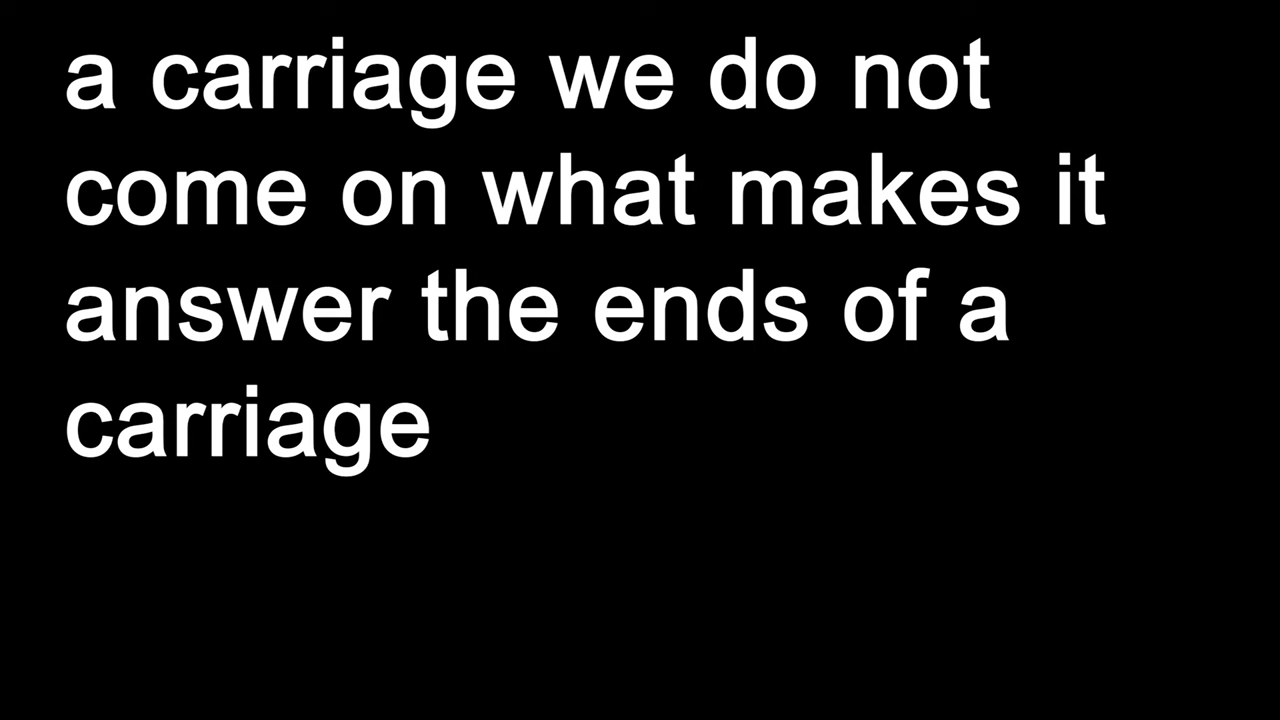 a carriage we do not
come on what makes it
answer the ends of a
carriage